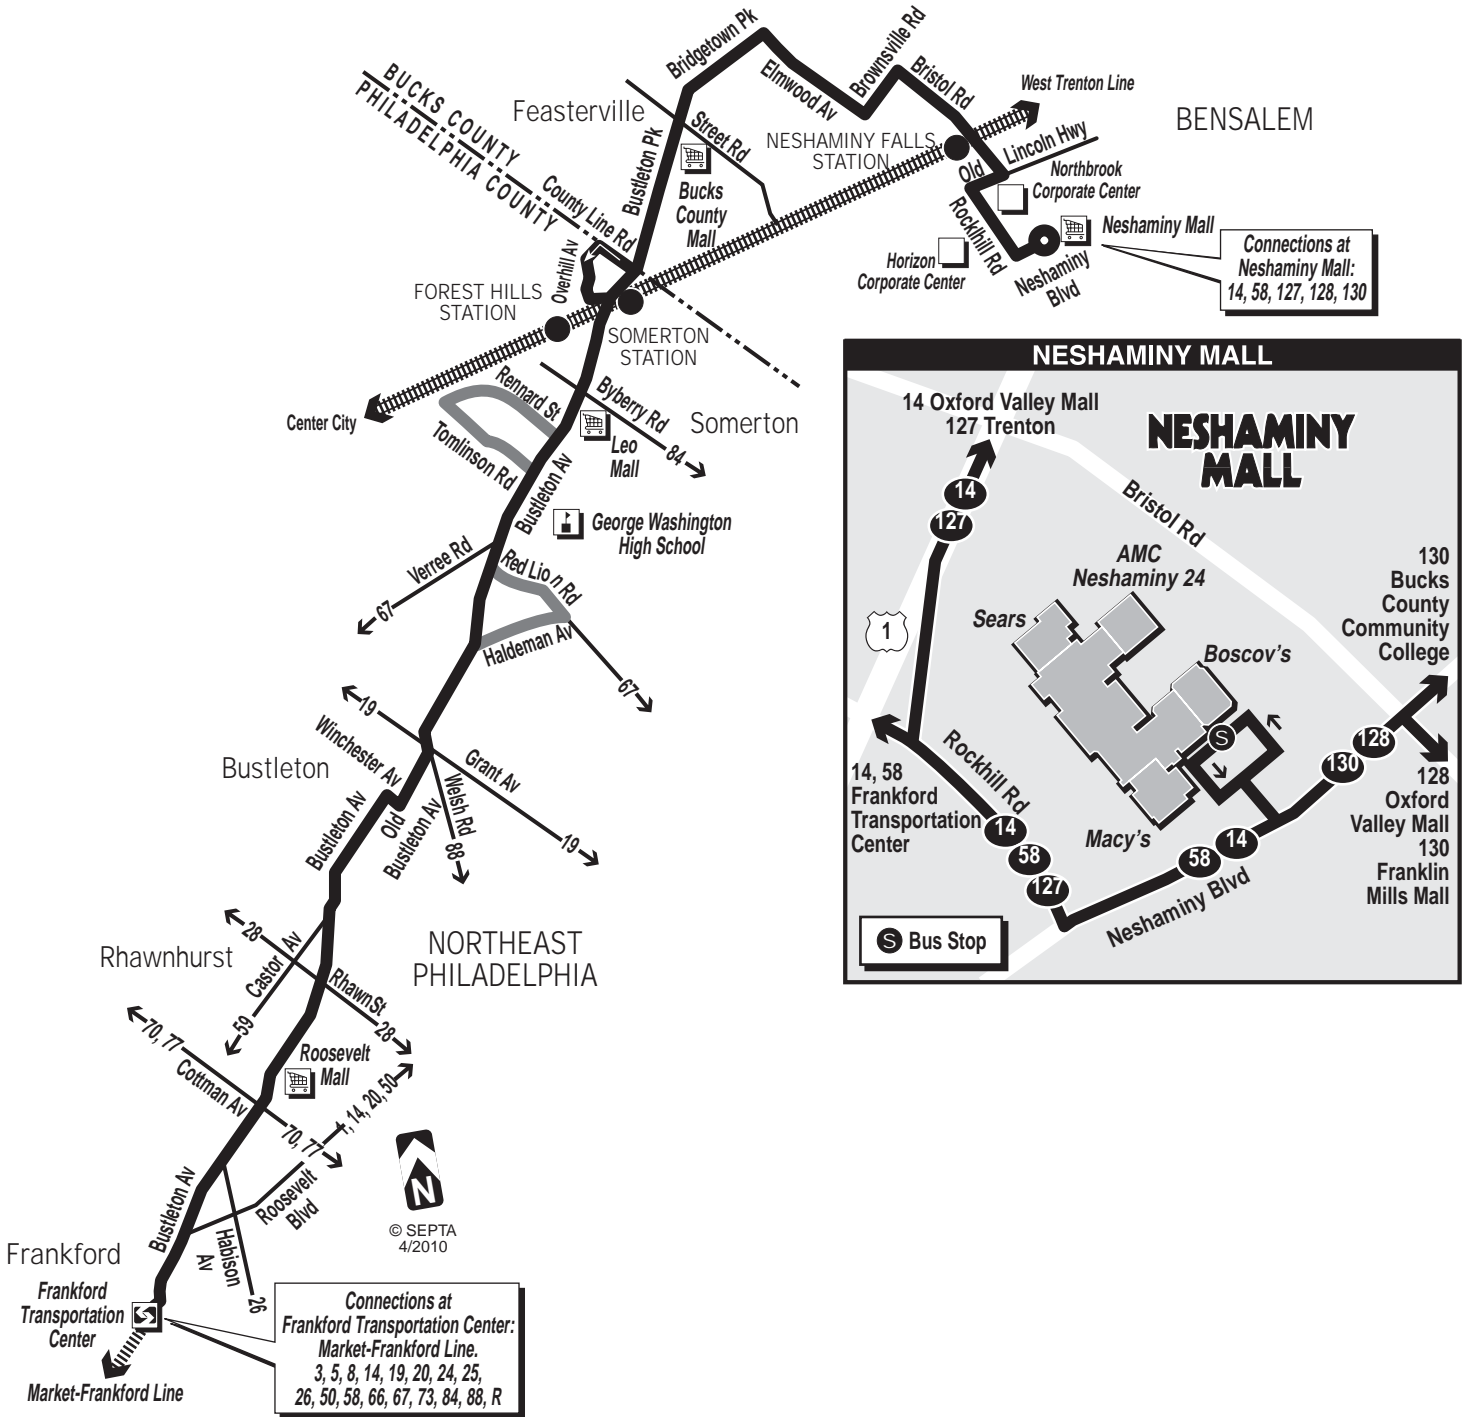 Bridgetown Pk
Elmwood Av
Brownsville Rd
Bristol Rd
West Trenton Line
BENSALEM
BUCKS COUNTY
PHILADELPHIA COUNTY
Feasterville
Bustleton Pk
Street Rd
NESHAMINY FALLS
STATION
Old
Lincoln Hwy
Northbrook
Corporate Center
County Line Rd
Bucks
County
Mall
Rockhill Rd
Neshaminy Mall
Horizon
Corporate Center
Neshaminy
Blvd
Connections at
Neshaminy Mall:
14, 58, 127, 128, 130
Overhill Av
FOREST HILLS
STATION
SOMERTON
STATION
Center City
Rennard St
Tomlinson Rd
Byberry Rd
84
Somerton
Leo
Mall
Bustleton Av
George Washington
High School
Verree Rd
67
Red Lion Rd
Haldeman Av
67
19
Winchester Av
Grant Av
19
Bustleton
Welsh Rd
88
Bustleton Av
Old
Bustleton Av
28
Castor Av
59
Rhawnhurst
NORTHEAST
PHILADELPHIA
Rhawn St
28
70, 77
Cottman Av
70, 77
Roosevelt
Mall
1, 14, 20, 50
Roosevelt
Blvd
Bustleton Av
Habison
Av
26
N
© SEPTA
4/2010
Frankford
Frankford
Transportation
Center
S
Market-Frankford Line
Connections at
Frankford Transportation Center:
Market-Frankford Line.
3, 5, 8, 14, 19, 20, 24, 25,
26, 50, 58, 66, 67, 73, 84, 88, R
NESHAMINY MALL
14 Oxford Valley Mall
127 Trenton
NESHAMINY
MALL
14
127
Bristol Rd
AMC
Neshaminy 24
Sears
1
Boscov's
130
Bucks
County
Community
College
S
Rockhill Rd
14, 58
Frankford
Transportation
Center
Macy's
128
130
128
Oxford
Valley Mall
130
Franklin
Mills Mall
14
58
127
14
58
Neshaminy Blvd
S Bus Stop